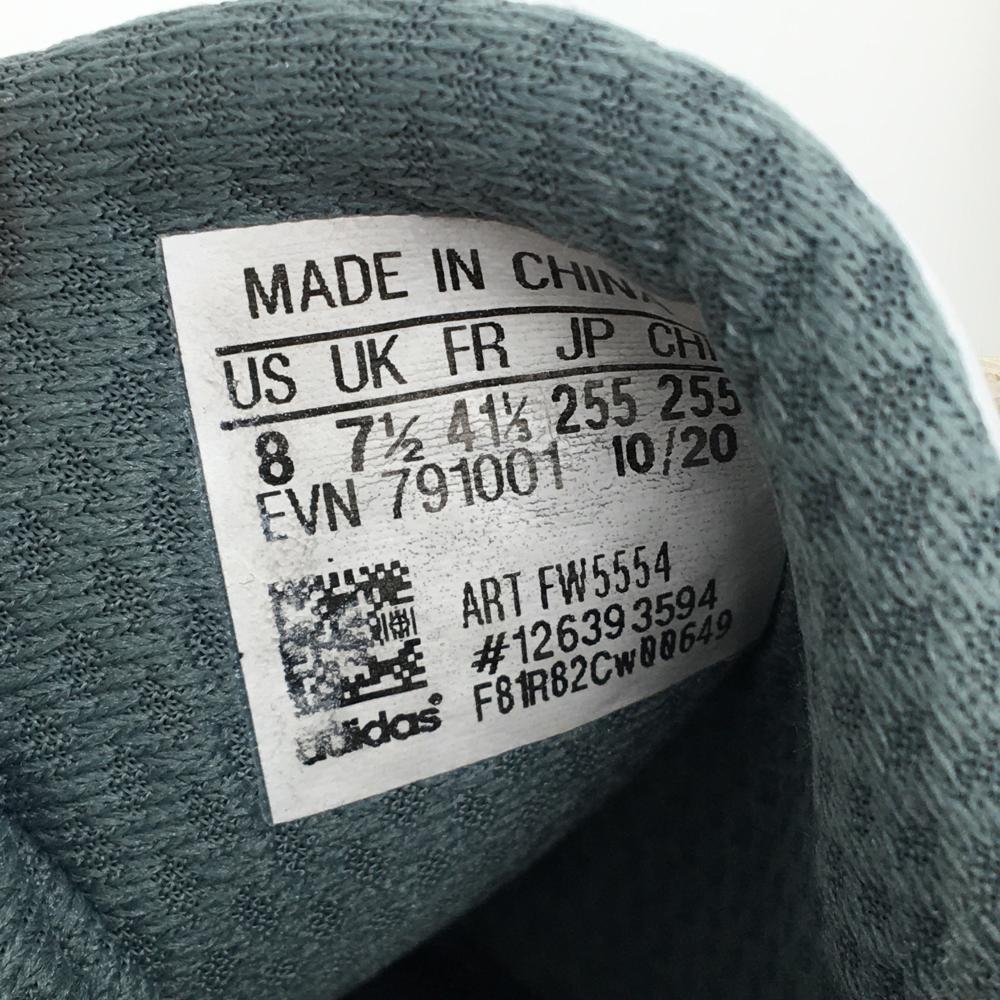 MADE IN CHINA
US UK FR JP CHN
8 7½ 41⅓ 255 255
EVN 791001 10/20
ART FW5554
#126393594
F81R82Cw00649
adidas